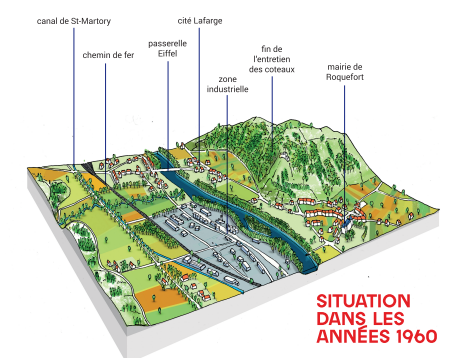 canal de St-Martory
cité Lafarge
chemin de fer
passerelle
Eiffel
fin de
l'entretien
des coteaux
zone
industrielle
mairie de
Roquefort
SITUATION
DANS LES
ANNÉES 1960